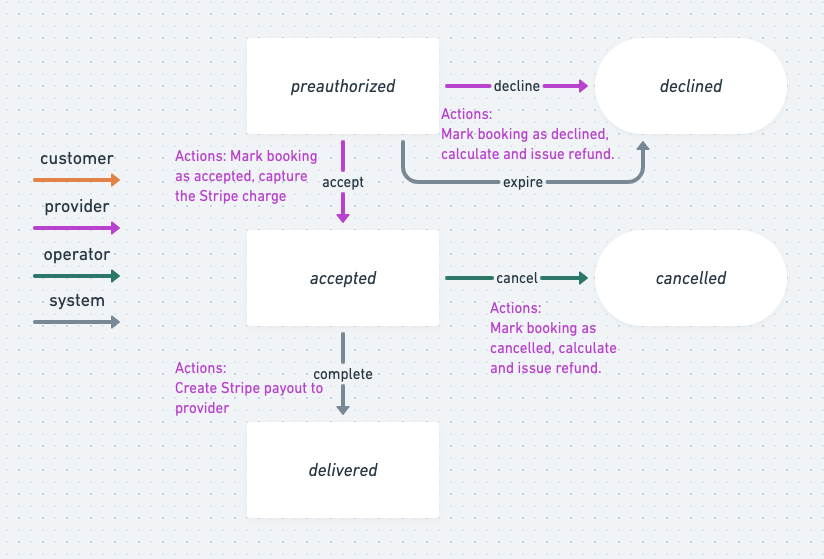 preauthorized
decline
declined
Actions:
Mark booking as declined,
calculate and issue refund.
customer
Actions: Mark booking
as accepted, capture
the Stripe charge
accept
expire
provider
operator
accepted
cancel
cancelled
system
Actions:
Mark booking as
cancelled, calculate
and issue refund.
Actions:
Create Stripe payout to
provider
complete
delivered